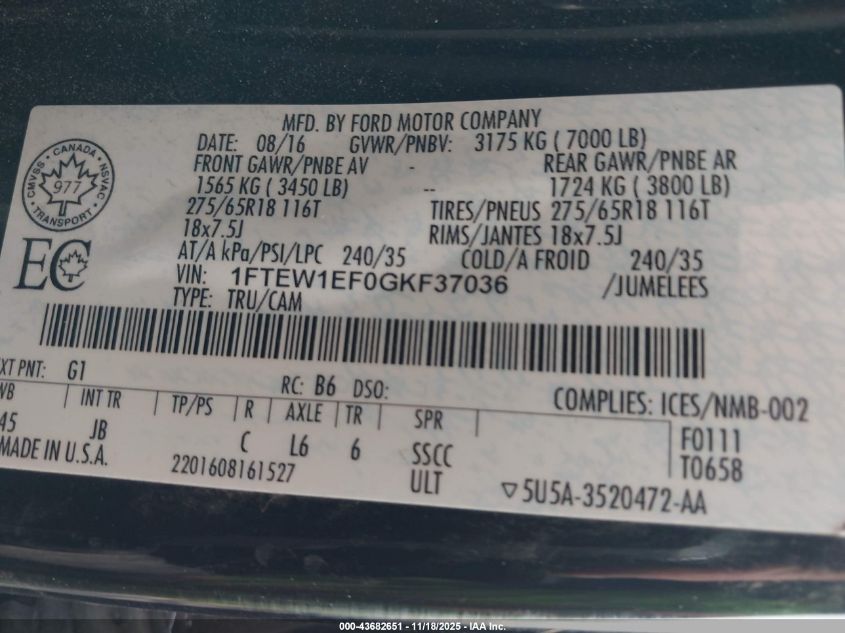 MFD. BY FORD MOTOR COMPANY
DATE: 08/16 GVWR/PNBV: 3175 KG ( 7000 LB)
FRONT GAWR/PNBE AV - REAR GAWR/PNBE AR
1565 KG ( 3450 LB) -- 1724 KG ( 3800 LB)
275/65R18 116T TIRES/PNEUS 275/65R18 116T
18x7.5J RIMS/JANTES 18x7.5J
AT/A kPa/PSI/LPC 240/35 COLD/A FROID 240/35
VIN: 1FTEW1EF0GKF37036 /JUMELEES
TYPE: TRU/CAM
CANADA
CMVSS NSVAC
977
TRANSPORT
EC
XT PNT: G1 RC: B6 DSO:
COMPLIES: ICES/NMB-002
WB | INT TR | TP/PS | R | AXLE | TR | SPR
45 JB C L6 6 SSCC F0111
MADE IN U.S.A. 2201608161527 ULT T0658
▽5U5A-3520472-AA
000-43682651 - 11/18/2025 - IAA Inc.